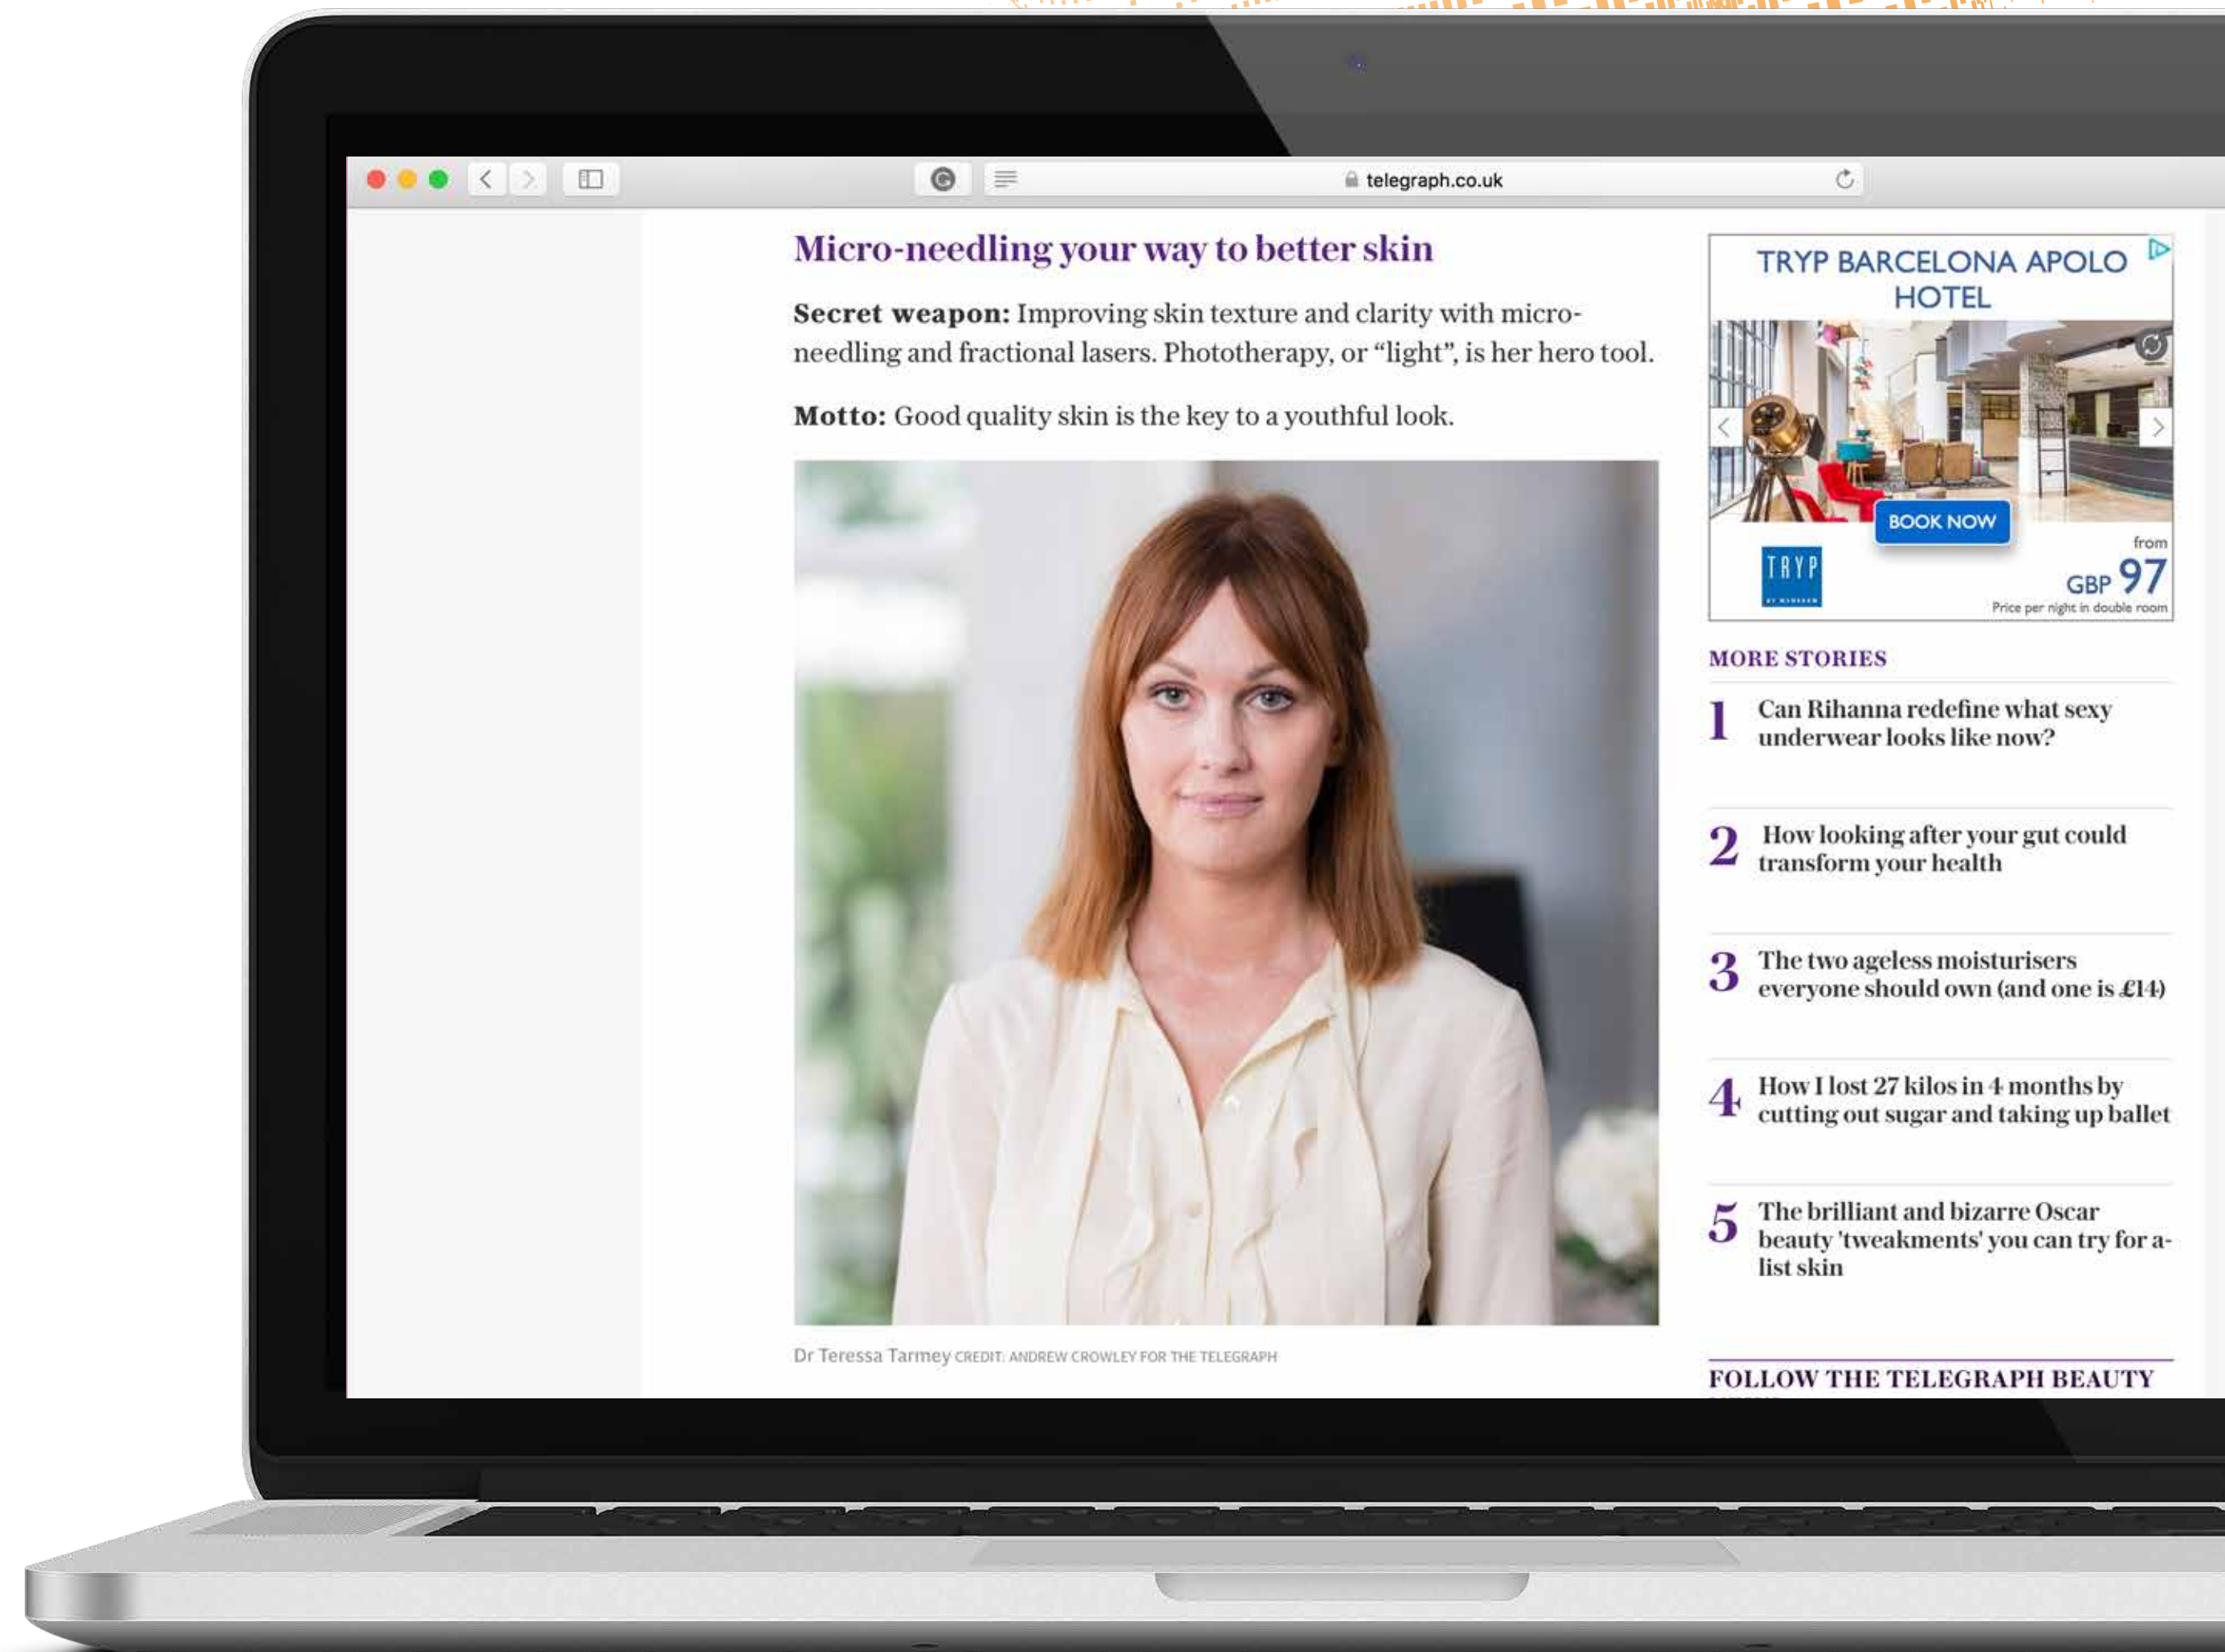 telegraph.co.uk
Micro-needling your way to better skin
Secret weapon: Improving skin texture and clarity with micro-
needling and fractional lasers. Phototherapy, or “light”, is her hero tool.
Motto: Good quality skin is the key to a youthful look.
Dr Teressa Tarmey CREDIT: ANDREW CROWLEY FOR THE TELEGRAPH
TRYP BARCELONA APOLO
HOTEL
BOOK NOW
TRYP
from
GBP 97
Price per night in double room
MORE STORIES
1 Can Rihanna redefine what sexy
underwear looks like now?
2 How looking after your gut could
transform your health
3 The two ageless moisturisers
everyone should own (and one is £14)
4 How I lost 27 kilos in 4 months by
cutting out sugar and taking up ballet
5 The brilliant and bizarre Oscar
beauty 'tweakments' you can try for a-
list skin
FOLLOW THE TELEGRAPH BEAUTY